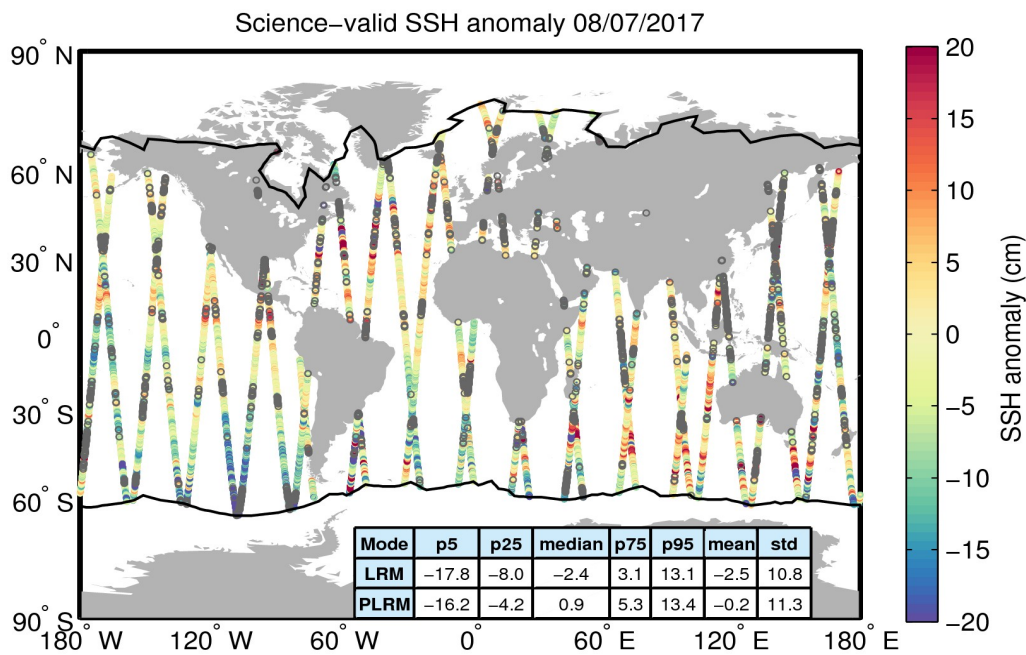 Science−valid SSH anomaly 08/07/2017
90° N
60° N
30° N
0°
30° S
60° S
90° S
180° W 120° W 60° W 0° 60° E 120° E 180° E
Mode p5 p25 median p75 p95 mean std
LRM −17.8 −8.0 −2.4 3.1 13.1 −2.5 10.8
PLRM −16.2 −4.2 0.9 5.3 13.4 −0.2 11.3
20
15
10
5
0
−5
−10
−15
−20
SSH anomaly (cm)